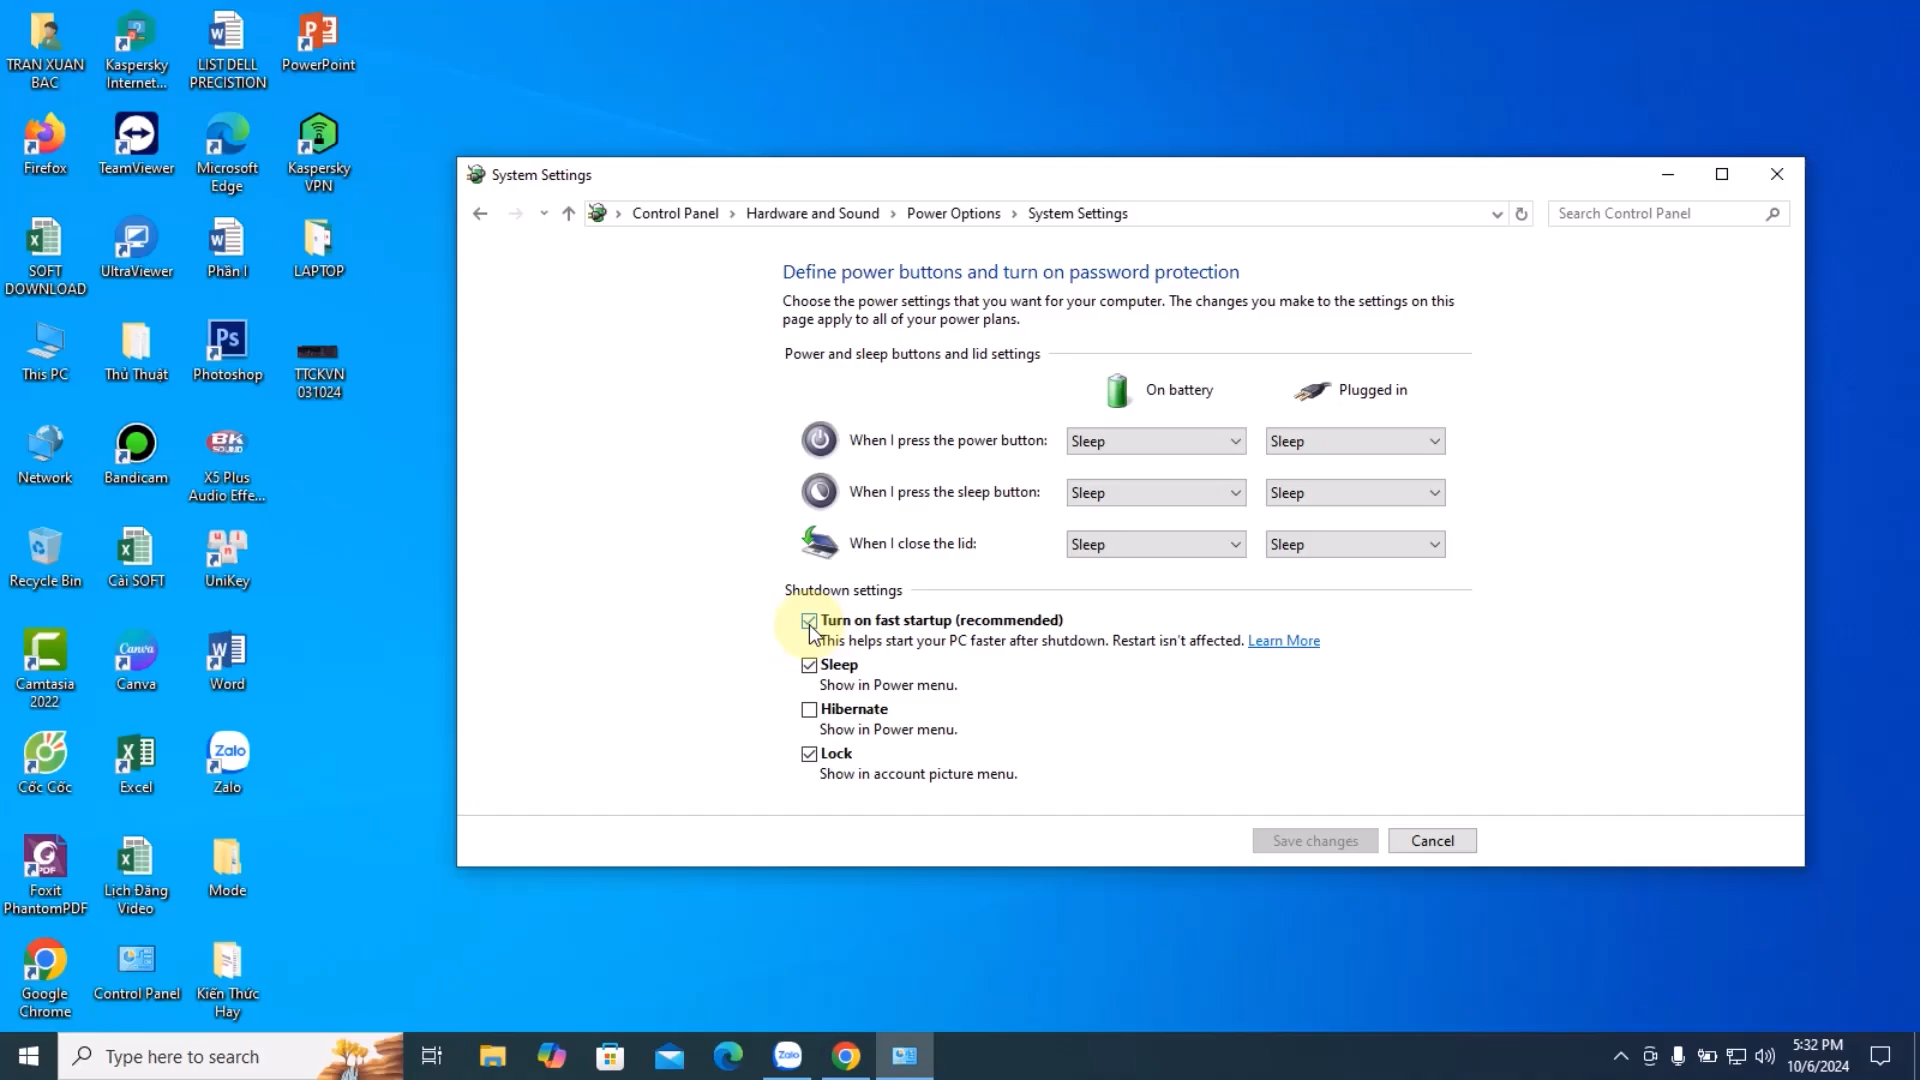 TRAN XUAN
BAC
Kaspersky
Internet...
LIST DELL
PRECISTION
PowerPoint
Firefox
TeamViewer
Microsoft
Edge
Kaspersky
VPN
SOFT
DOWNLOAD
UltraViewer
Phần I
LAPTOP
This PC
Thủ Thuật
Photoshop
TTCKVN
031024
Network
Bandicam
X5 Plus
Audio Effe...
Recycle Bin
Cài SOFT
UniKey
Camtasia
2022
Canva
Word
Cốc Cốc
Excel
Zalo
Foxit
PhantomPDF
Lịch Đăng
Video
Mode
Google
Chrome
Control Panel
Kiến Thức
Hay
System Settings
Control Panel > Hardware and Sound > Power Options > System Settings
Search Control Panel
Define power buttons and turn on password protection
Choose the power settings that you want for your computer. The changes you make to the settings on this
page apply to all of your power plans.
Power and sleep buttons and lid settings
On battery Plugged in
When I press the power button: Sleep Sleep
When I press the sleep button: Sleep Sleep
When I close the lid: Sleep Sleep
Shutdown settings
Turn on fast startup (recommended)
This helps start your PC faster after shutdown. Restart isn't affected. Learn More
Sleep
Show in Power menu.
Hibernate
Show in Power menu.
Lock
Show in account picture menu.
Save changes Cancel
Type here to search
Zalo
5:32 PM
10/6/2024